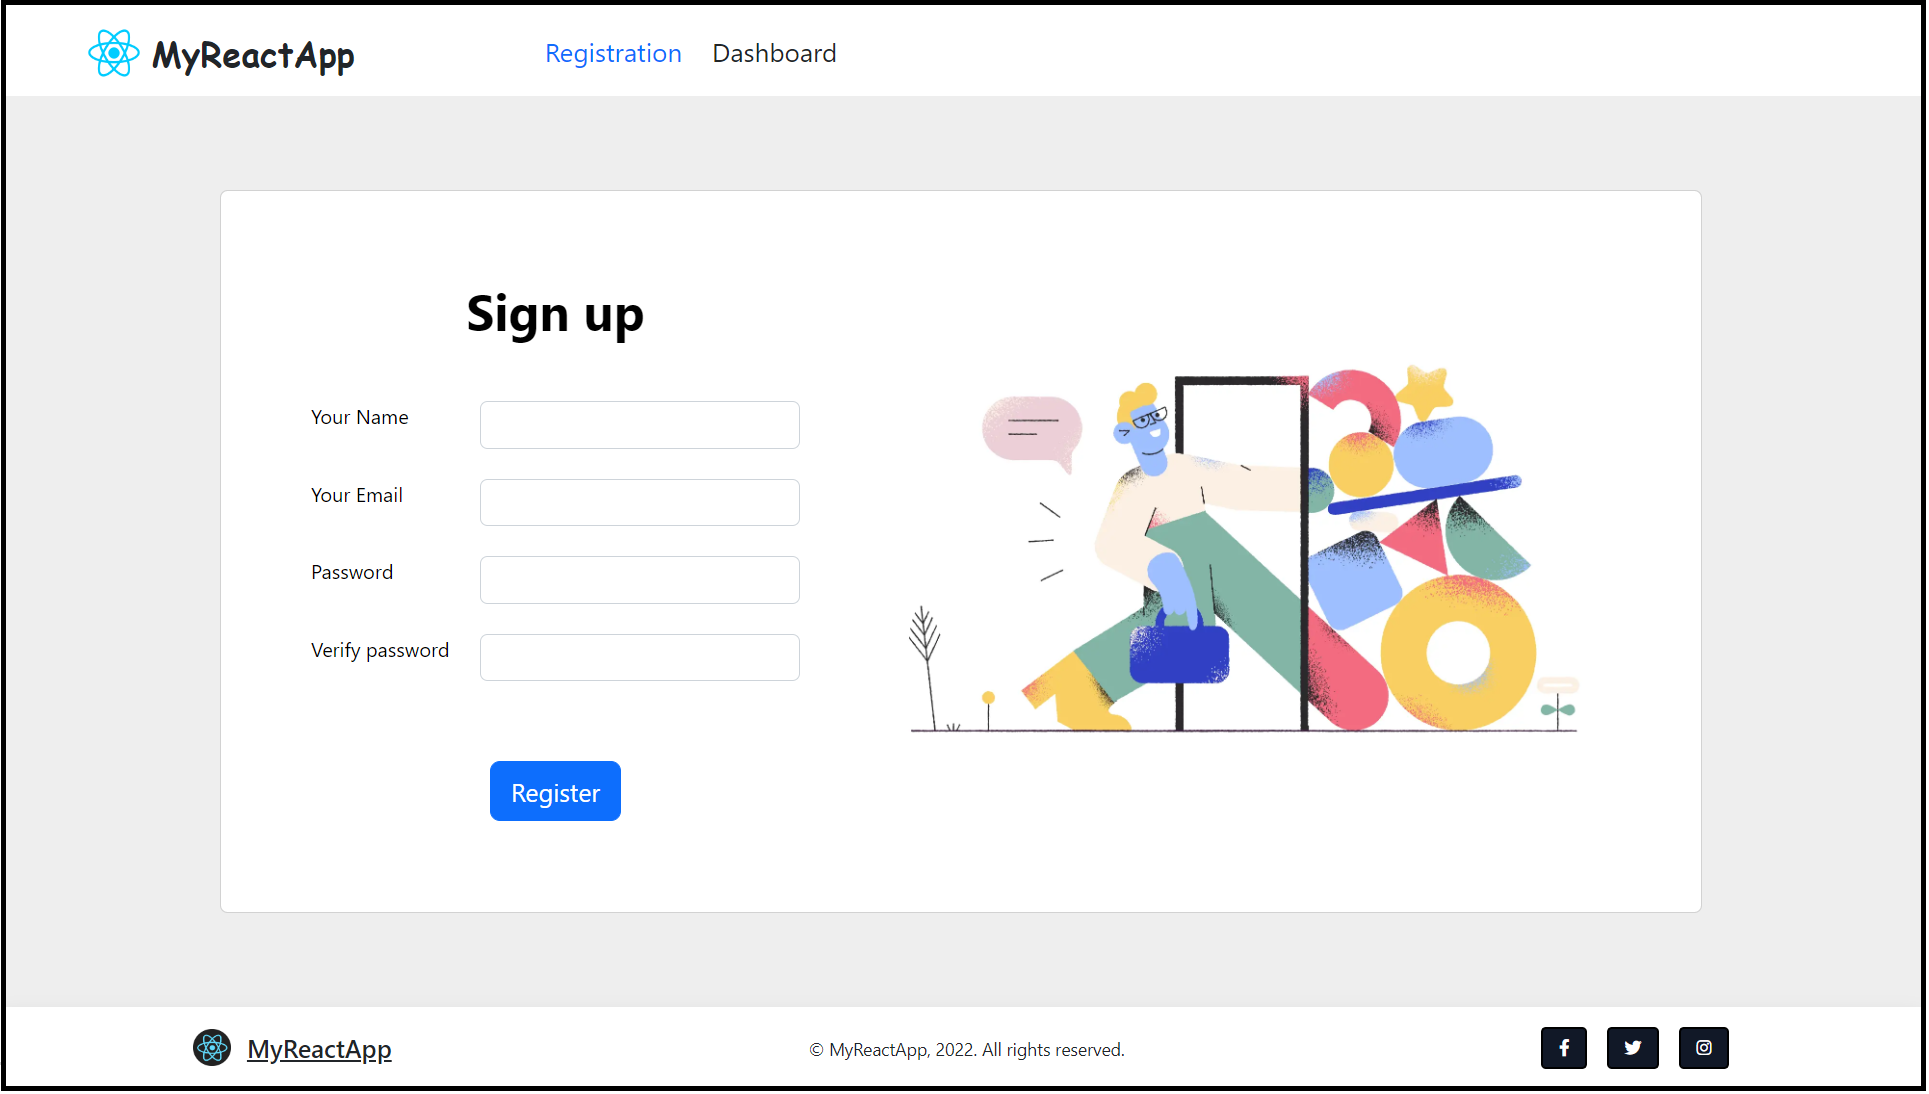 MyReactApp
Registration
Dashboard
Sign up
Your Name
Your Email
Password
Verify password
Register
MyReactApp
© MyReactApp, 2022. All rights reserved.